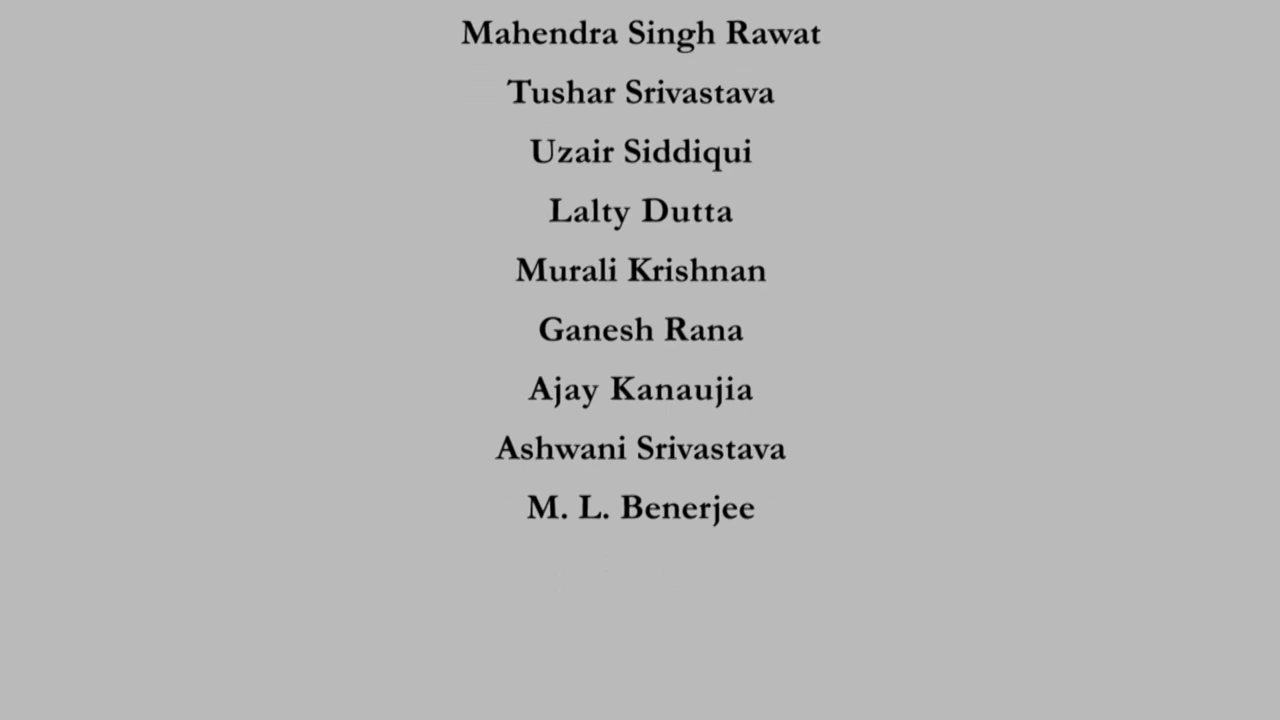 Mahendra Singh Rawat
Tushar Srivastava
Uzair Siddiqui
Lalty Dutta
Murali Krishnan
Ganesh Rana
Ajay Kanaujia
Ashwani Srivastava
M. L. Benerjee